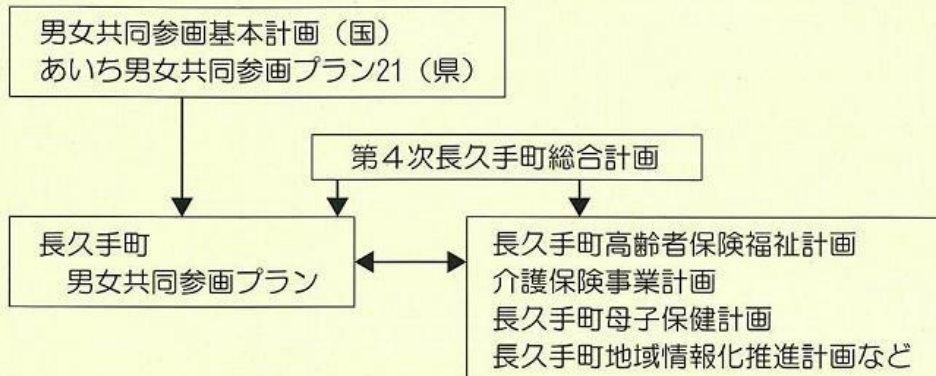 男女共同参画基本計画（国）
あいち男女共同参画プラン21（県）
第４次長久手町総合計画
長久手町
男女共同参画プラン
長久手町高齢者保険福祉計画
介護保険事業計画
長久手町母子保健計画
長久手町地域情報化推進計画など